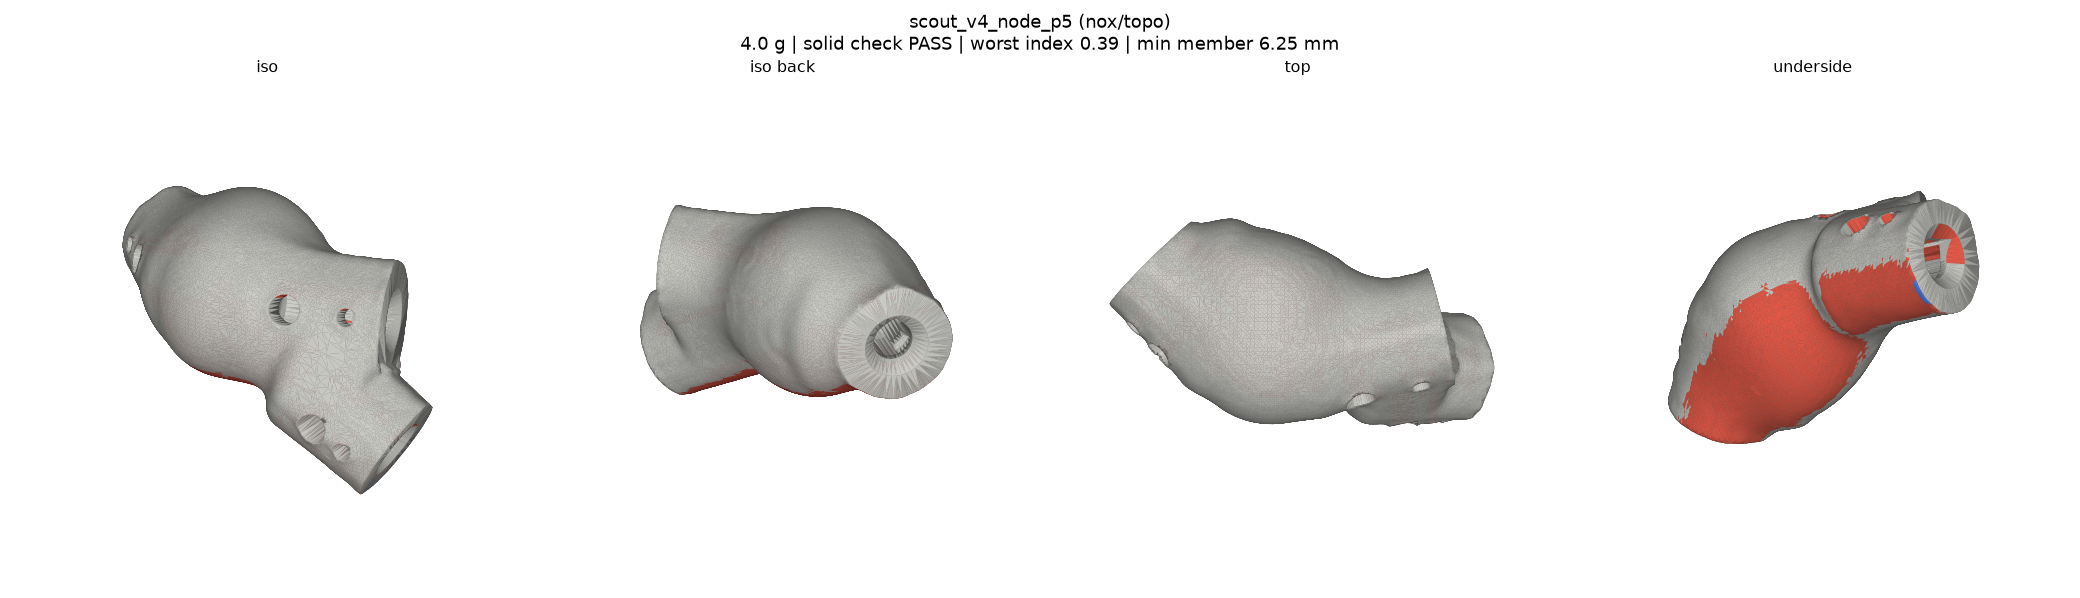 scout_v4_node_p5 (nox/topo)
4.0 g | solid check PASS | worst index 0.39 | min member 6.25 mm
iso
iso back
top
underside